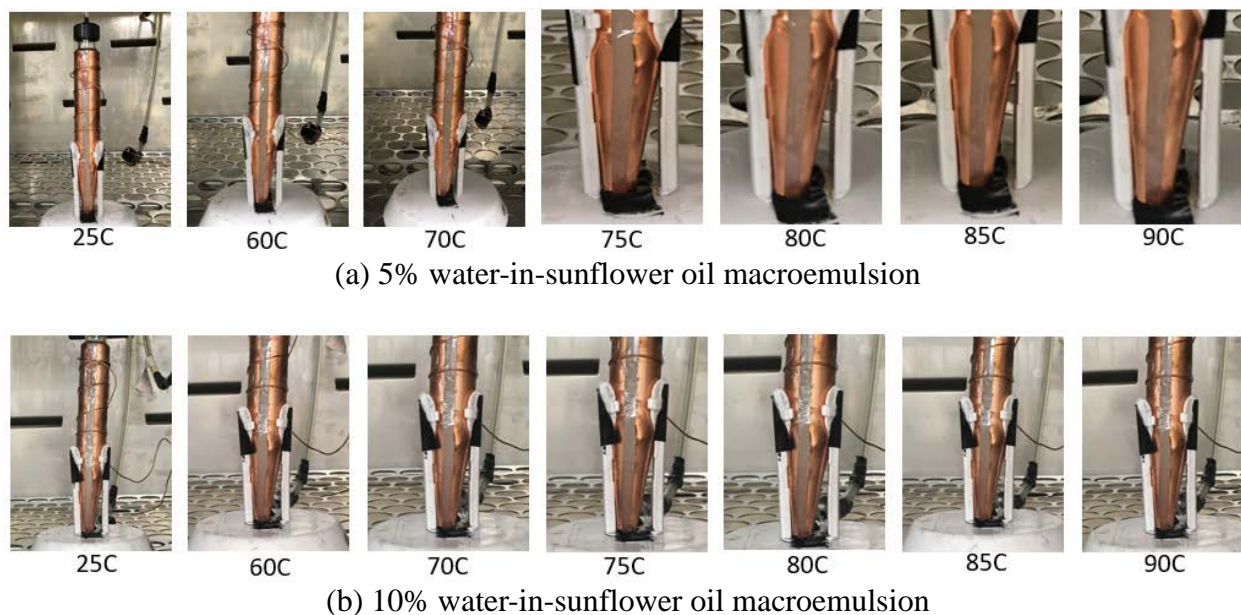 25C 60C 70C 75C 80C 85C 90C
(a) 5% water-in-sunflower oil macroemulsion
25C 60C 70C 75C 80C 85C 90C
(b) 10% water-in-sunflower oil macroemulsion